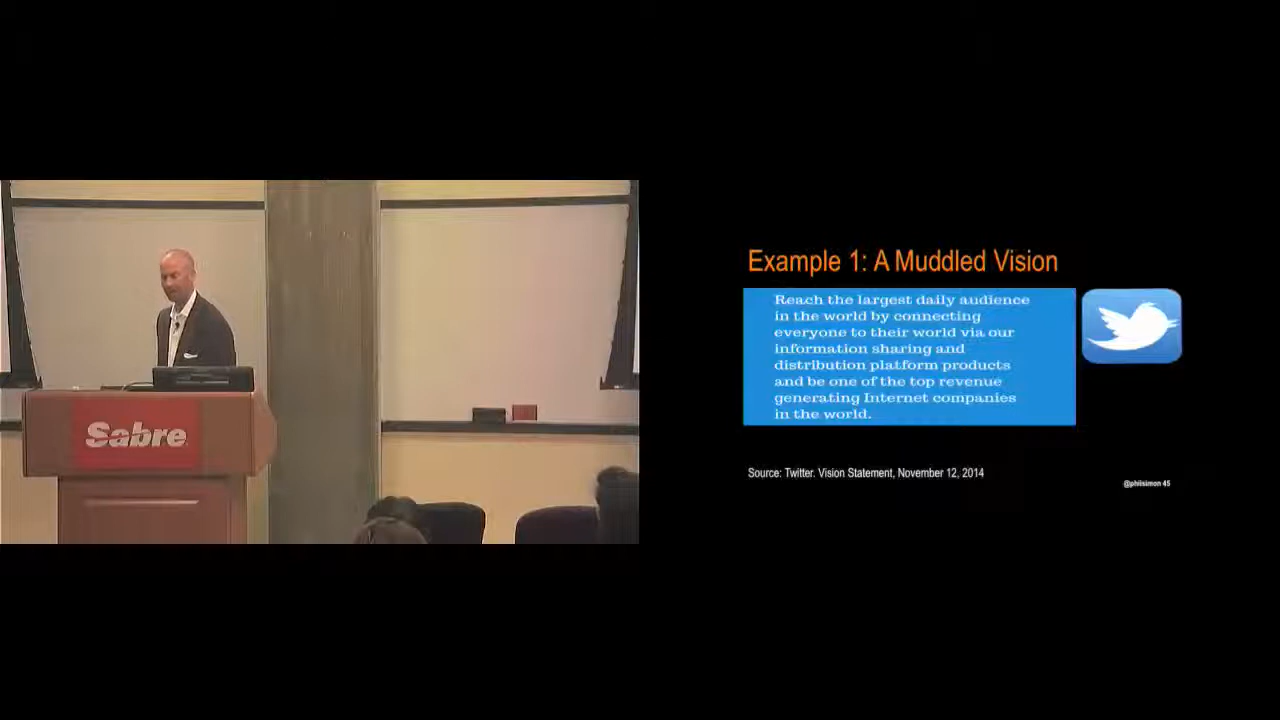 Sabre
Example 1: A Muddled Vision
Reach the largest daily audience
in the world by connecting
everyone to their world via our
information sharing and
distribution platform products
and be one of the top revenue
generating Internet companies
in the world.
Source: Twitter. Vision Statement, November 12, 2014
@philsimon 45